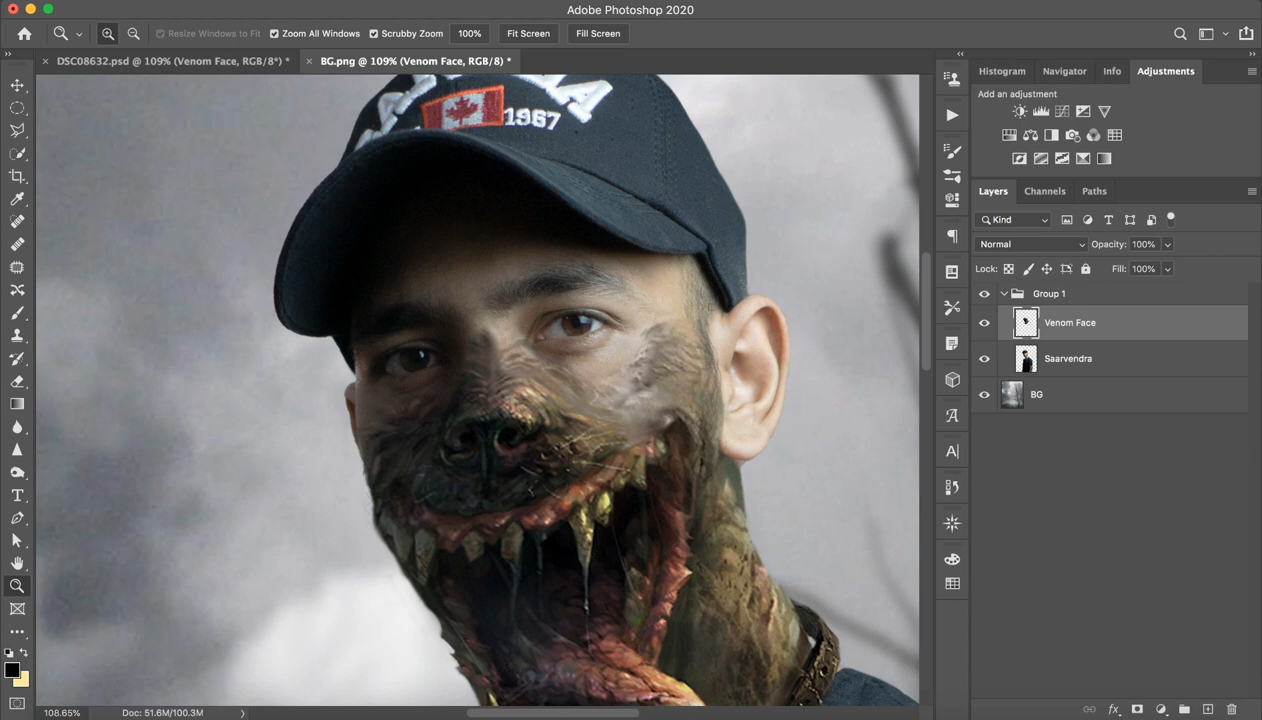 Adobe Photoshop 2020
Resize Windows to Fit Zoom All Windows Scrubby Zoom 100% Fit Screen Fill Screen
DSC08632.psd @ 109% (Venom Face, RGB/8*) * BG.png @ 109% (Venom Face, RGB/8) *
Histogram Navigator Info Adjustments
Add an adjustment
1967
Layers Channels Paths
Kind
Normal Opacity: 100%
Lock: Fill: 100%
Group 1
Venom Face
Saarvendra
BG
108.65% Doc: 51.6M/100.3M